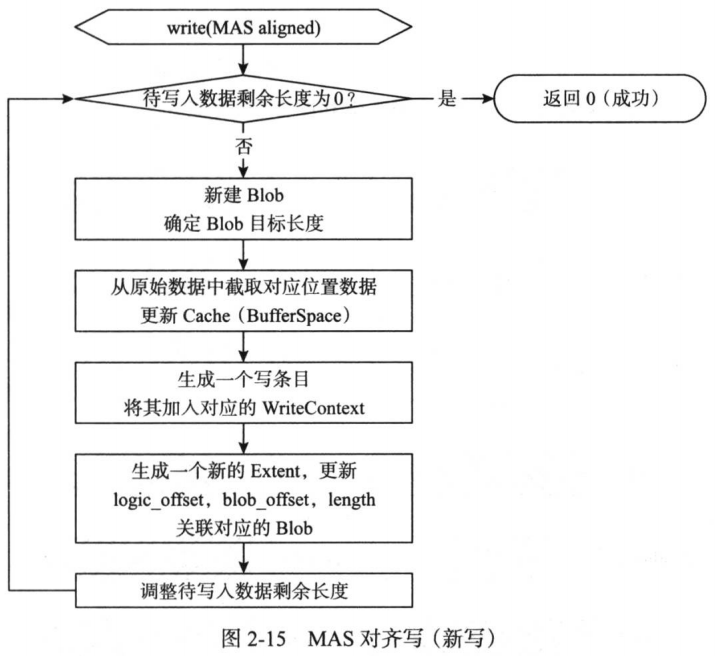 write(MAS aligned)
待写入数据剩余长度为0?
是
返回 0(成功)
否
新建 Blob
确定 Blob 目标长度
从原始数据中截取对应位置数据
更新 Cache(BufferSpace)
生成一个写条目
将其加入对应的 WriteContext
生成一个新的 Extent,更新
logic_offset,blob_offset,length
关联对应的 Blob
调整待写入数据剩余长度
图 2-15 MAS 对齐写(新写)